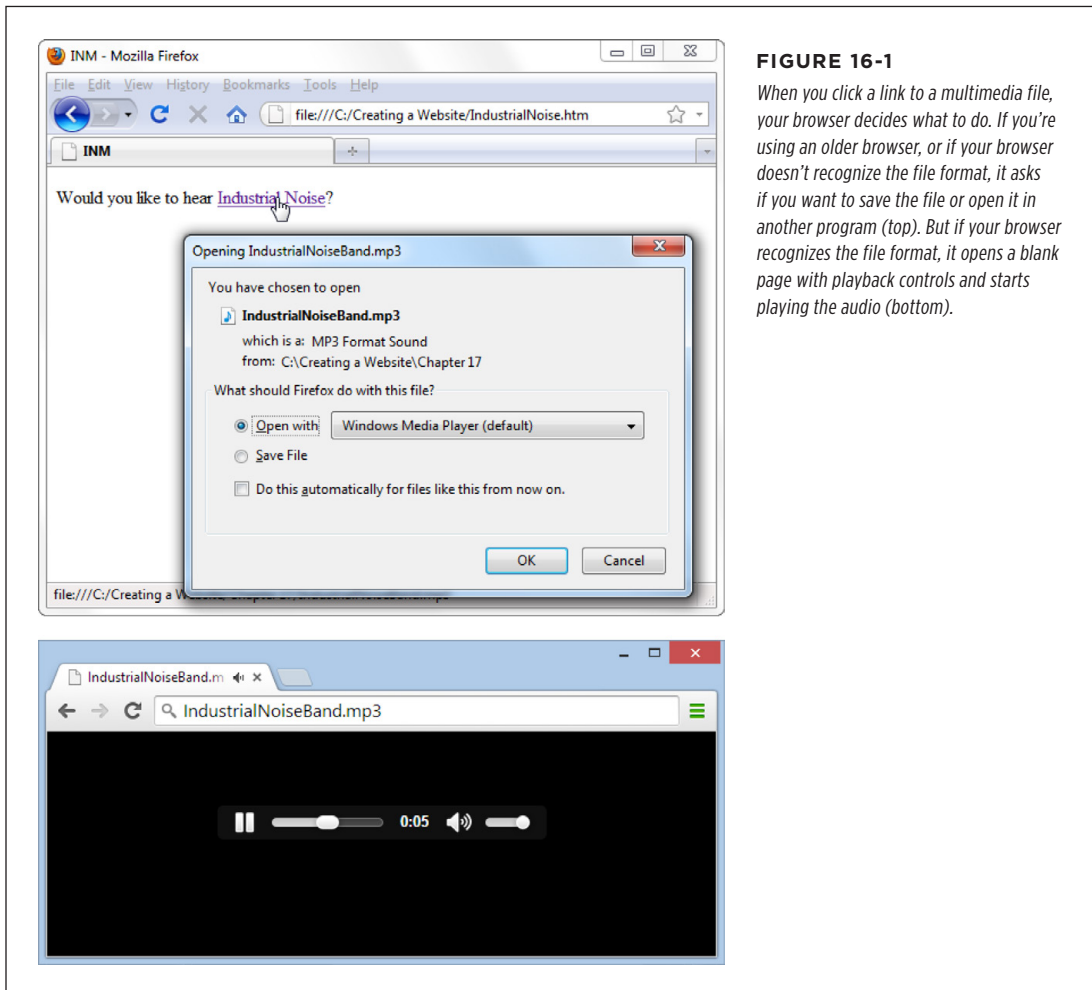 INM - Mozilla Firefox
File Edit View History Bookmarks Tools Help
file:///C:/Creating a Website/IndustrialNoise.htm
INM
Would you like to hear Industrial Noise?
Opening IndustrialNoiseBand.mp3
You have chosen to open
IndustrialNoiseBand.mp3
which is a: MP3 Format Sound
from: C:\Creating a Website\Chapter 17
What should Firefox do with this file?
Open with Windows Media Player (default)
Save File
Do this automatically for files like this from now on.
OK Cancel
file:///C:/Creating a
IndustrialNoiseBand.m
IndustrialNoiseBand.mp3
0:05
FIGURE 16-1
When you click a link to a multimedia file,
your browser decides what to do. If you’re
using an older browser, or if your browser
doesn’t recognize the file format, it asks
if you want to save the file or open it in
another program (top). But if your browser
recognizes the file format, it opens a blank
page with playback controls and starts
playing the audio (bottom).